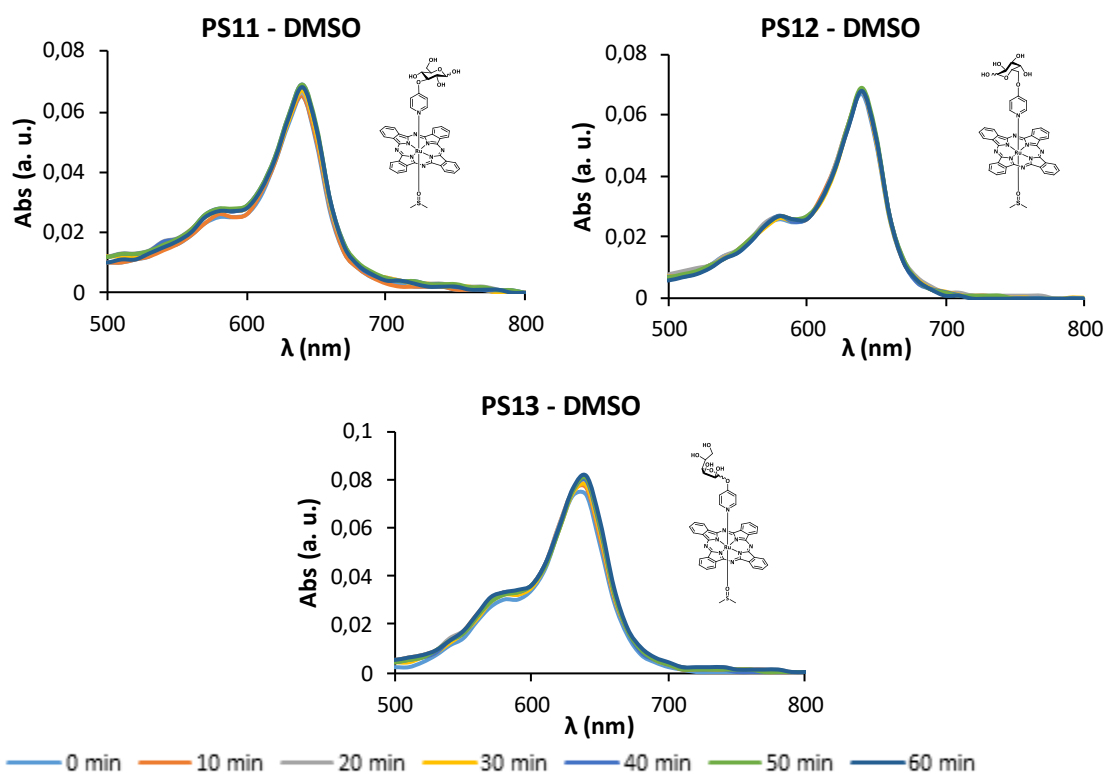 PS11 - DMSO
Abs (a. u.)
0,08
0,06
0,04
0,02
0
500 600 700 800
λ (nm)
PS12 - DMSO
Abs (a. u.)
0,08
0,06
0,04
0,02
0
500 600 700 800
λ (nm)
PS13 - DMSO
Abs (a. u.)
0,1
0,08
0,06
0,04
0,02
0
500 600 700 800
λ (nm)
0 min 10 min 20 min 30 min 40 min 50 min 60 min